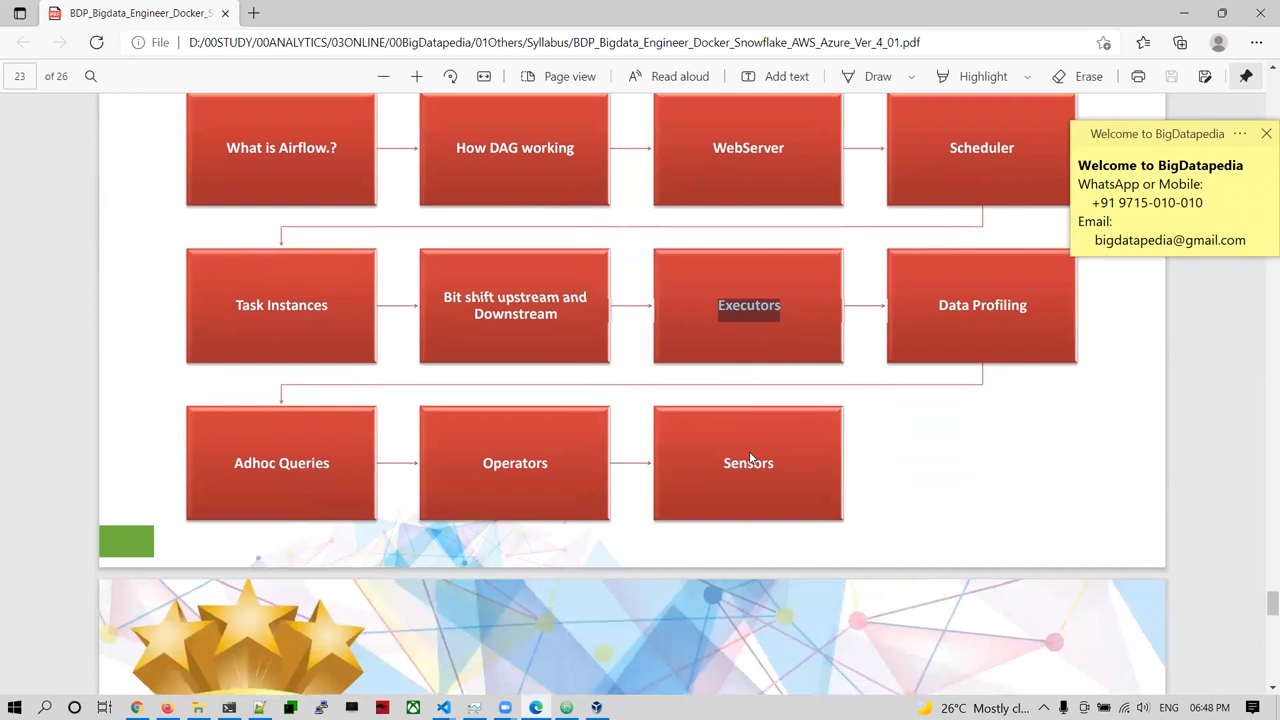 BDP_Bigdata_Engineer_Docker_S
File
D:/00STUDY/00ANALYTICS/03ONLINE/00BigDatapedia/01Others/Syllabus/BDP_Bigdata_Engineer_Docker_Snowflake_AWS_Azure_Ver_4_01.pdf
23 of 26
Page view
Read aloud
Add text
Draw
Highlight
Erase
What is Airflow.?
How DAG working
WebServer
Scheduler
Welcome to BigDatapedia
Welcome to BigDatapedia
WhatsApp or Mobile:
+91 9715-010-010
Email:
bigdatapedia@gmail.com
Task Instances
Bit shift upstream and
Downstream
Executors
Data Profiling
Adhoc Queries
Operators
Sensors
26°C Mostly cl...
ENG
06:48 PM